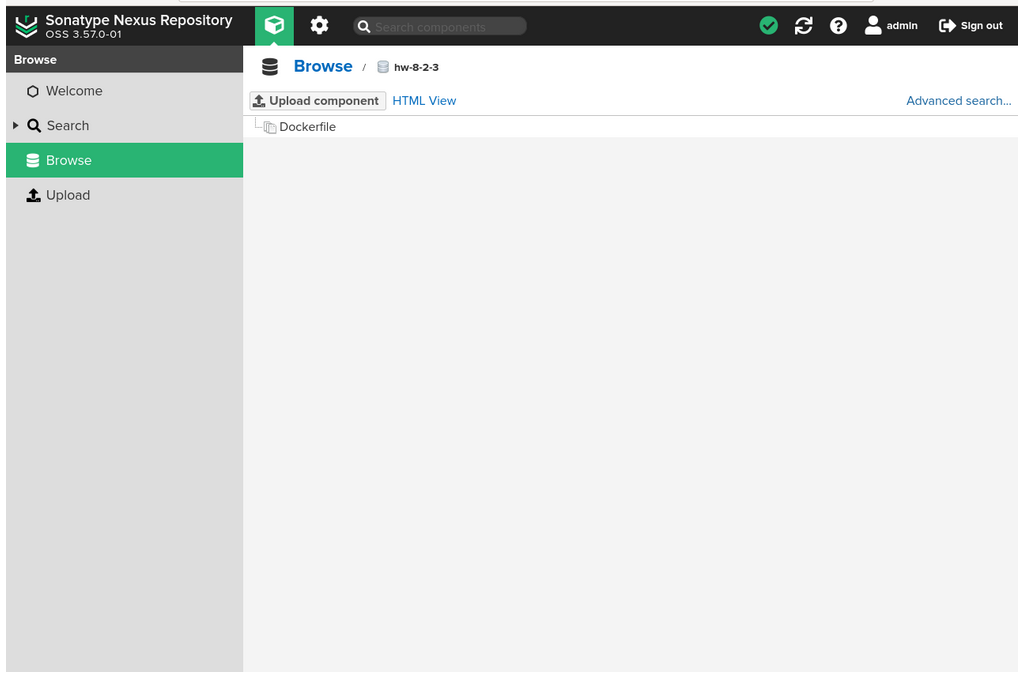 Sonatype Nexus Repository
OSS 3.57.0-01
Search components
admin
Sign out
Browse
Welcome
Search
Browse
Upload
Browse / hw-8-2-3
Upload component
HTML View
Advanced search...
Dockerfile